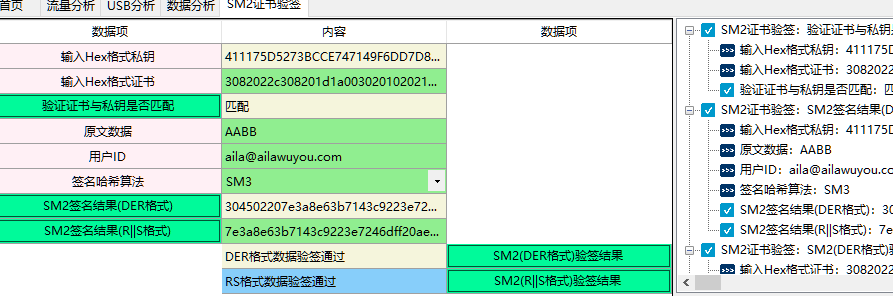 首页 流量分析 USB分析 数据分析 SM2证书验签
数据项 内容 数据项
输入Hex格式私钥 411175D5273BCCE747149F6DD7D8...
输入Hex格式证书 3082022c308201d1a003020102021...
验证证书与私钥是否匹配 匹配
原文数据 AABB
用户ID aila@ailawuyou.com
签名哈希算法 SM3
SM2签名结果(DER格式) 304502207e3a8e63b7143c9223e72...
SM2签名结果(R||S格式) 7e3a8e63b7143c9223e7246dff20ae...
DER格式数据验签通过 SM2(DER格式)验签结果
RS格式数据验签通过 SM2(R||S格式)验签结果
SM2证书验签：验证证书与私钥
>>> 输入Hex格式私钥：411175D
>>> 输入Hex格式证书：3082022
验证证书与私钥是否匹配：匹
SM2证书验签：SM2签名结果(D
>>> 输入Hex格式私钥：411175D
>>> 原文数据：AABB
>>> 用户ID：aila@ailawuyou.co
>>> 签名哈希算法：SM3
SM2签名结果(DER格式)：30
SM2签名结果(R||S格式)：7e
SM2证书验签：SM2(DER格式)验
>>> 输入Hex格式私钥：411175D